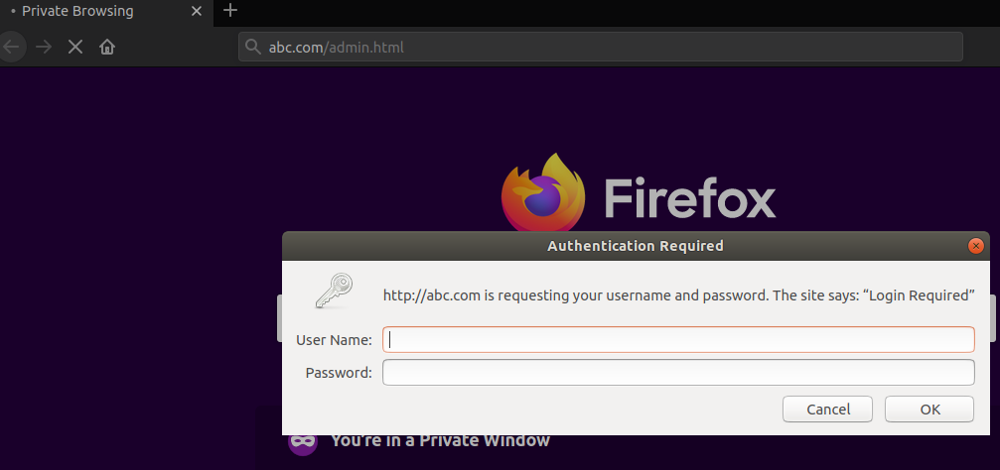 • Private Browsing
abc.com/admin.html
Firefox
Authentication Required
http://abc.com is requesting your username and password. The site says: “Login Required”
User Name:
Password:
Cancel
OK
You’re in a Private Window